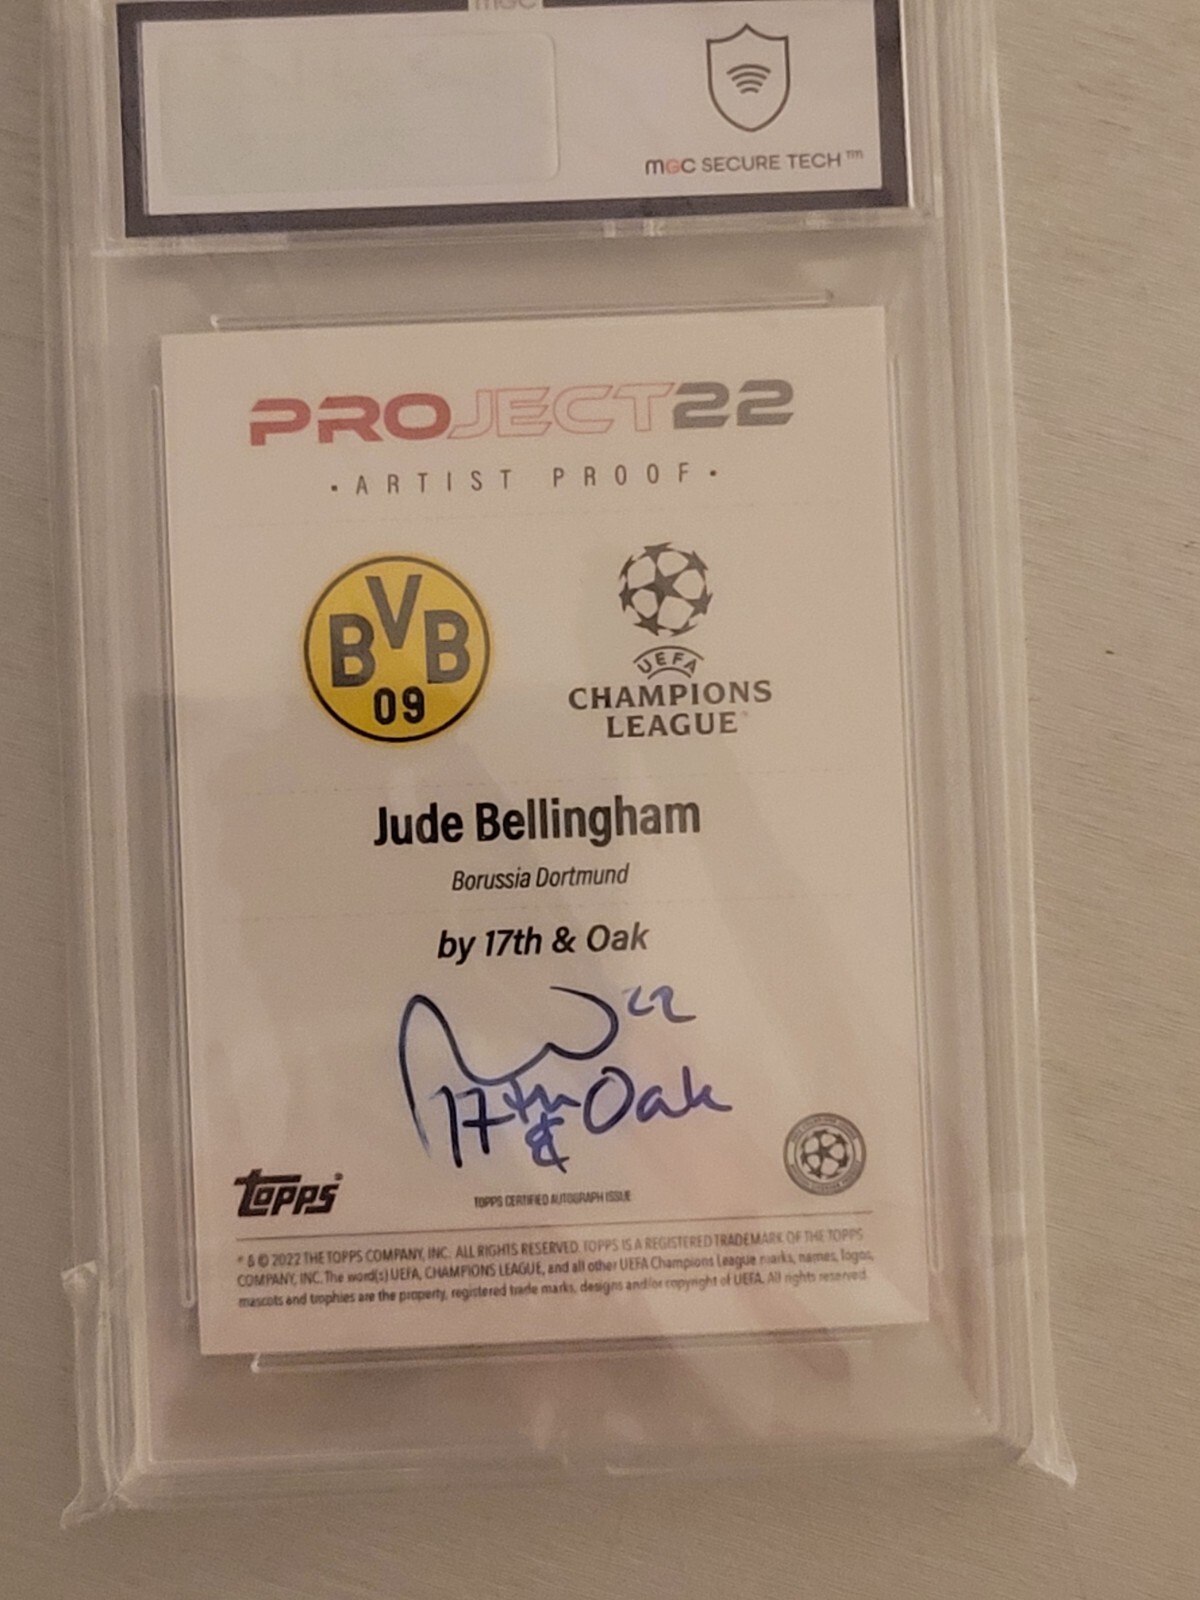 MGC
MGC SECURE TECH™
PROJECT22
• ARTIST PROOF •
BVB
09
UEFA
CHAMPIONS
LEAGUE
Jude Bellingham
Borussia Dortmund
by 17th & Oak
22
17th & Oak
Topps®
TOPPS CERTIFIED AUTOGRAPH ISSUE
® & © 2022 THE TOPPS COMPANY, INC. ALL RIGHTS RESERVED. TOPPS IS A REGISTERED TRADEMARK OF THE TOPPS
COMPANY, INC. The word(s) UEFA, CHAMPIONS LEAGUE, and all other UEFA Champions League marks, names, logos,
mascots and trophies are the property, registered trade marks, designs and/or copyright of UEFA. All rights reserved.